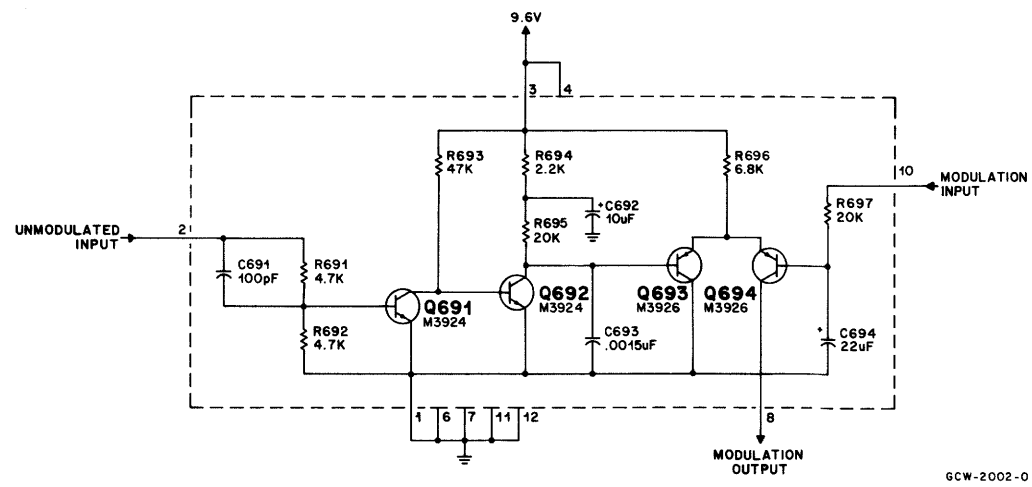 9.6V
3
4
R693
47K
R694
2.2K
R696
6.8K
10
MODULATION
INPUT
+
C692
10uF
R697
20K
UNMODULATED
INPUT
2
R695
20K
C691
100pF
R691
4.7K
Q691
M3924
Q692
M3924
Q693
M3926
Q694
M3926
R692
4.7K
C693
.0015uF
+
C694
22uF
1
6
7
11
12
8
MODULATION
OUTPUT
GCW-2002-0